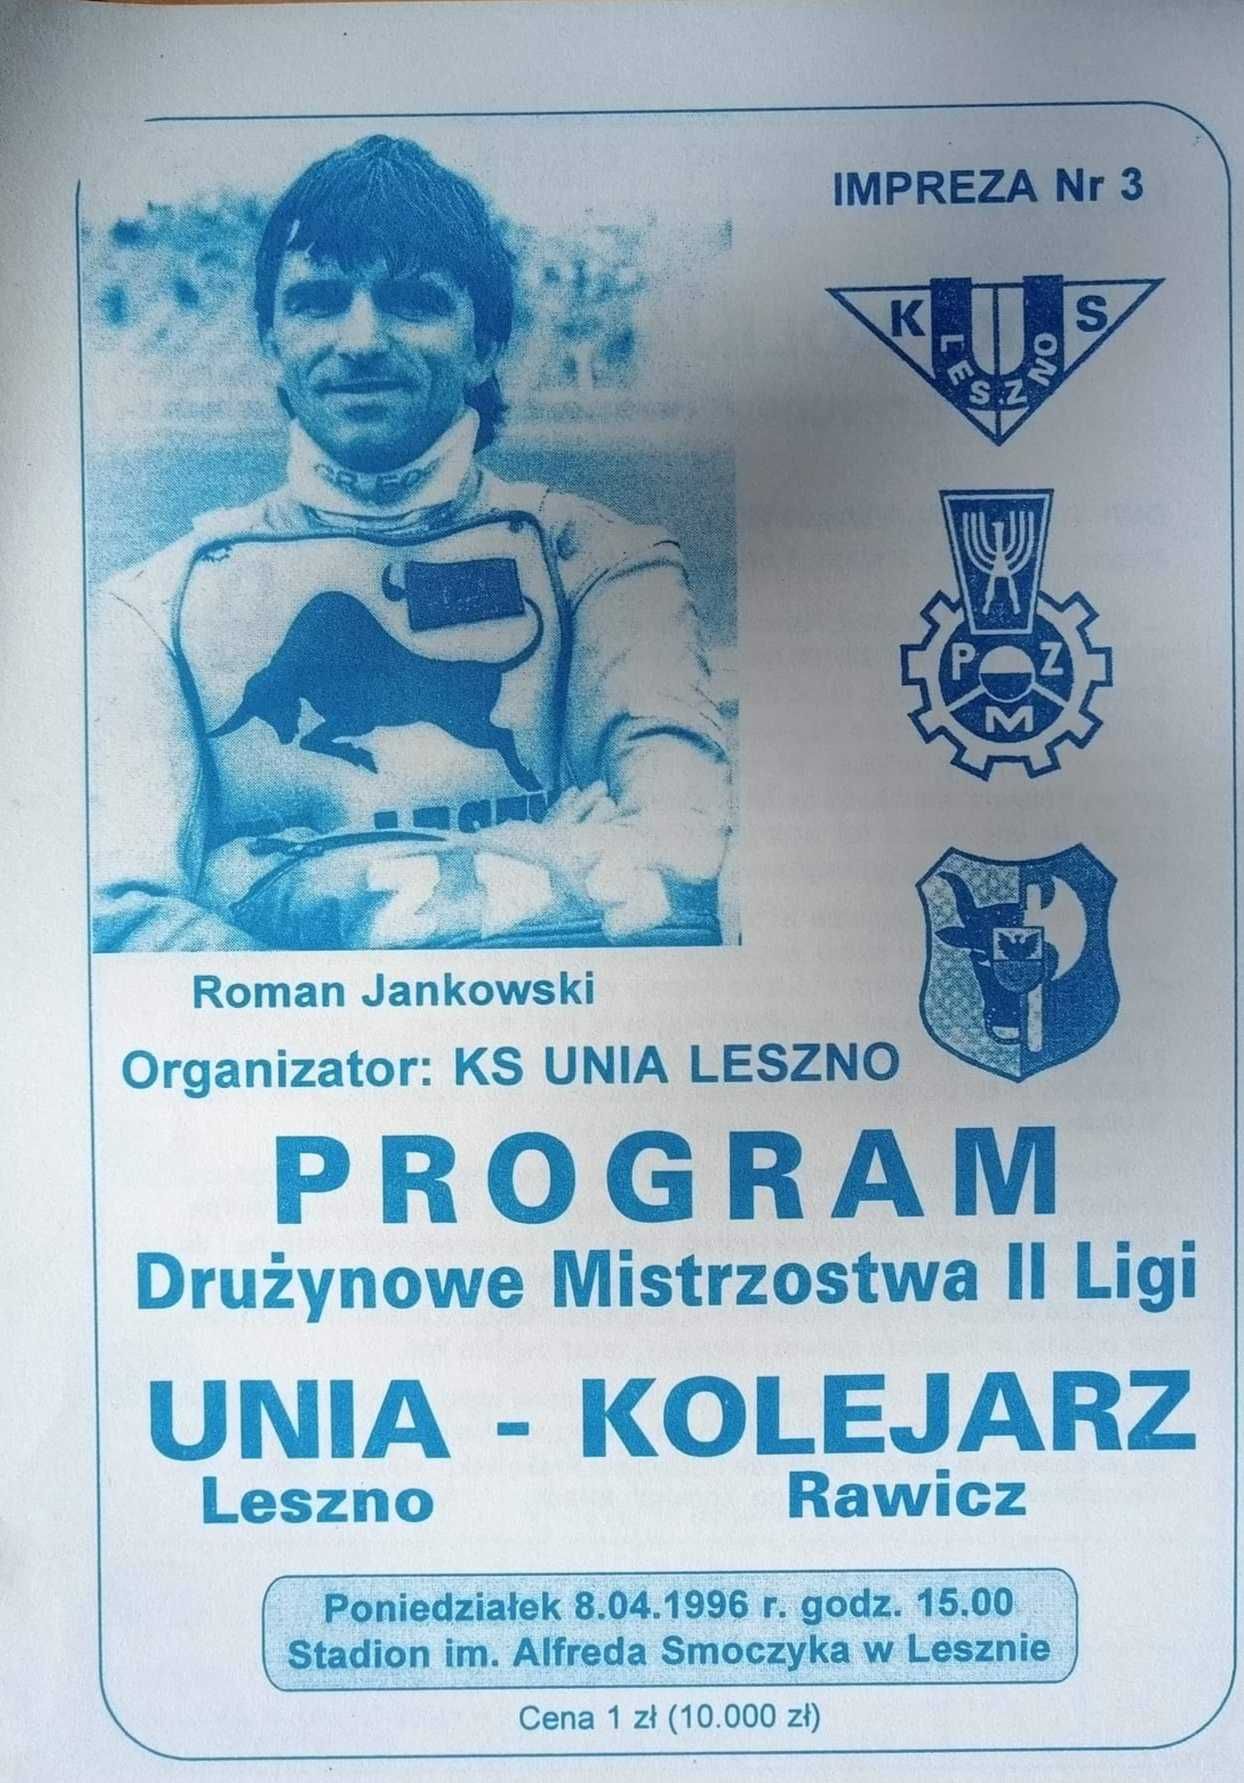 IMPREZA Nr 3
K U S
LESZNO
P Z
M
Roman Jankowski
Organizator: KS UNIA LESZNO
PROGRAM
Drużynowe Mistrzostwa II Ligi
UNIA - KOLEJARZ
Leszno Rawicz
Poniedziałek 8.04.1996 r. godz. 15.00
Stadion im. Alfreda Smoczyka w Lesznie
Cena 1 zł (10.000 zł)